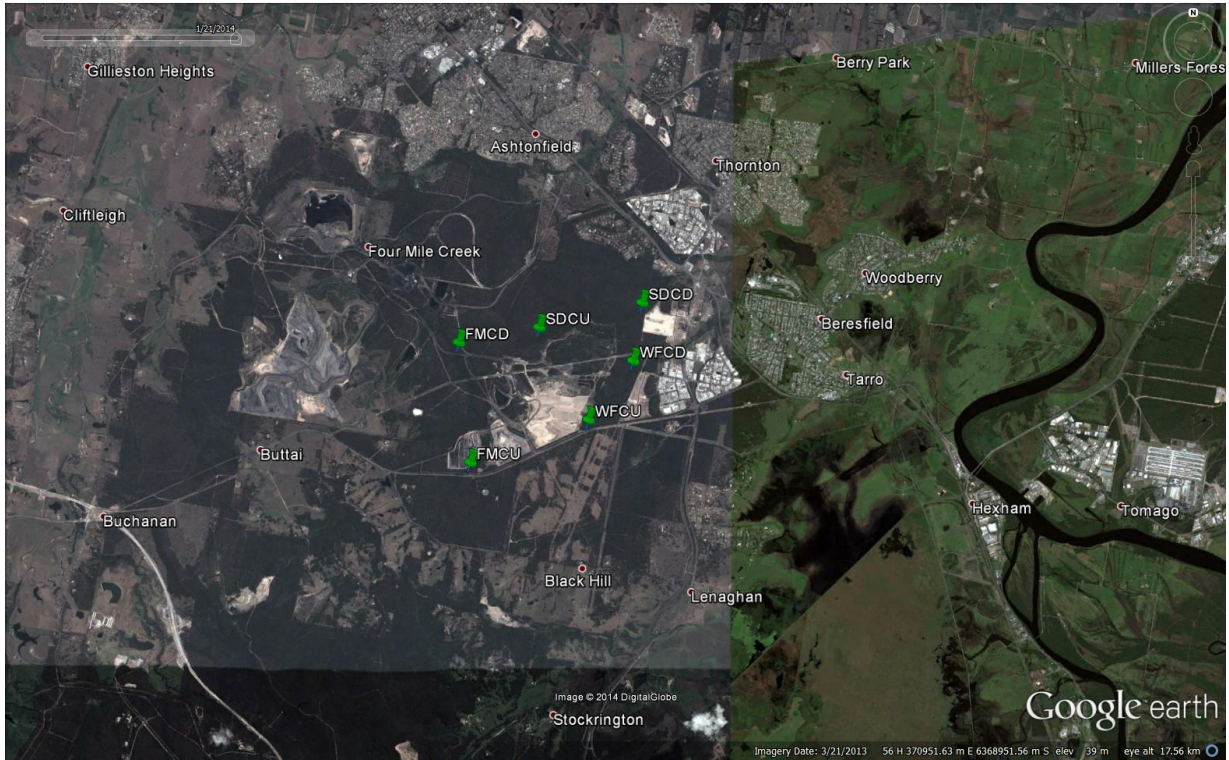 1/21/2014
N
Gillieston Heights
Berry Park
Millers Fores
Ashtonfield
Thornton
Cliftleigh
Four Mile Creek
Woodberry
SDCD
SDCU
Beresfield
FMCD
WFCD
Tarro
WFCU
Buttai
FMCU
Hexham
Tomago
Buchanan
Black Hill
Lenaghan
Image © 2014 DigitalGlobe
Stockrington
Google earth
Imagery Date: 3/21/2013 56 H 370951.63 m E 6368951.56 m S elev 39 m eye alt 17.56 km